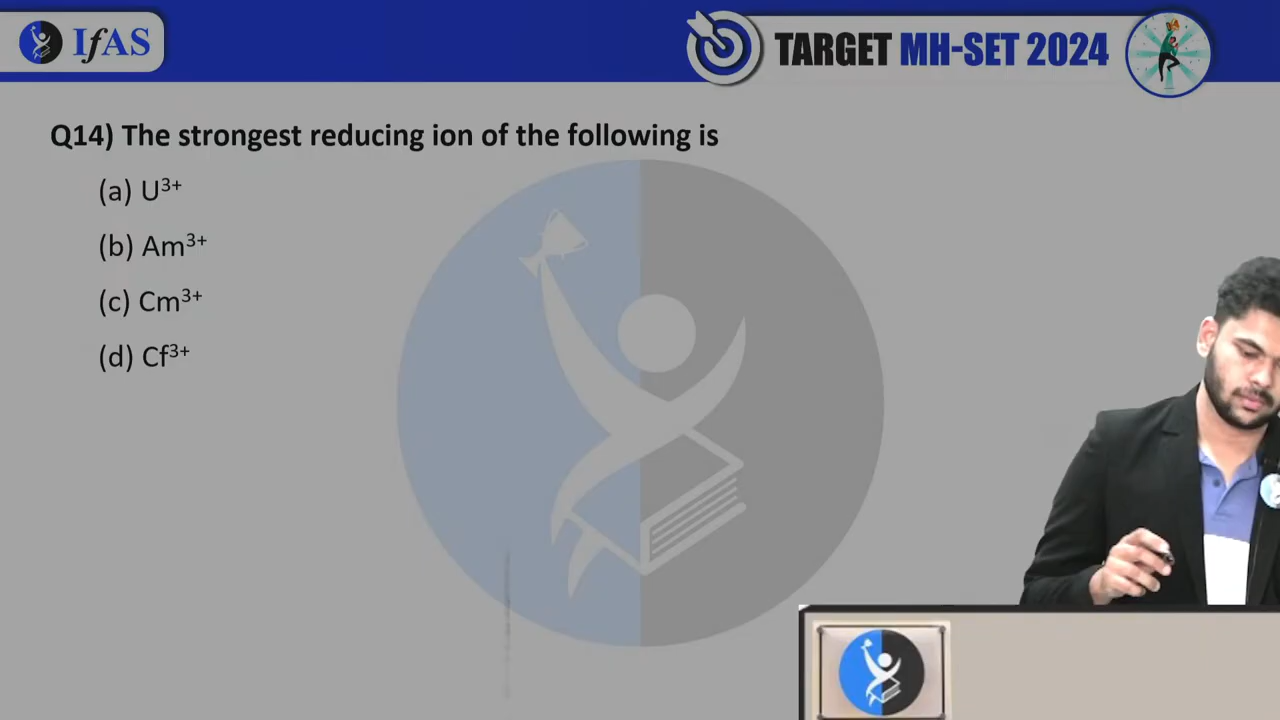 IfAS
TARGET MH-SET 2024
Q14) The strongest reducing ion of the following is
(a) U³⁺
(b) Am³⁺
(c) Cm³⁺
(d) Cf³⁺